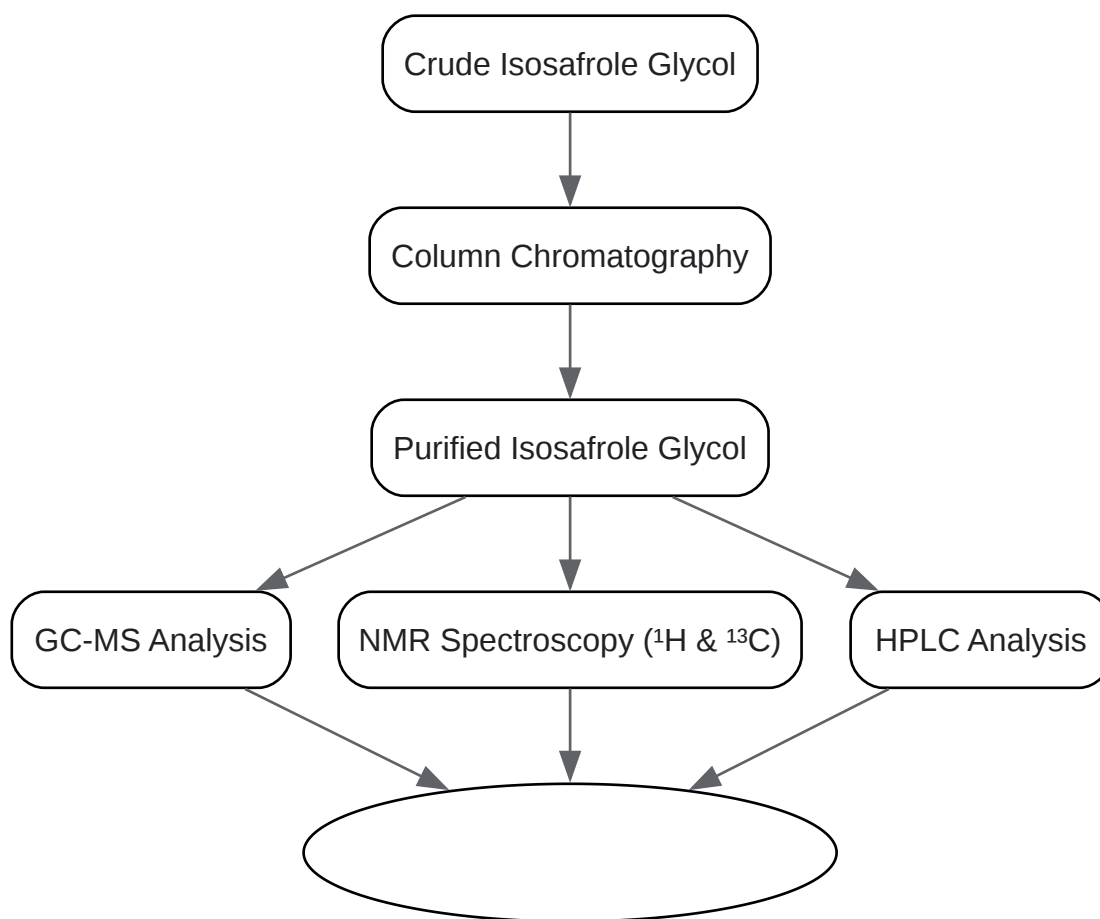 Crude Isosafrole Glycol
Column Chromatography
Purified Isosafrole Glycol
GC-MS Analysis
NMR Spectroscopy (¹H & ¹³C)
HPLC Analysis